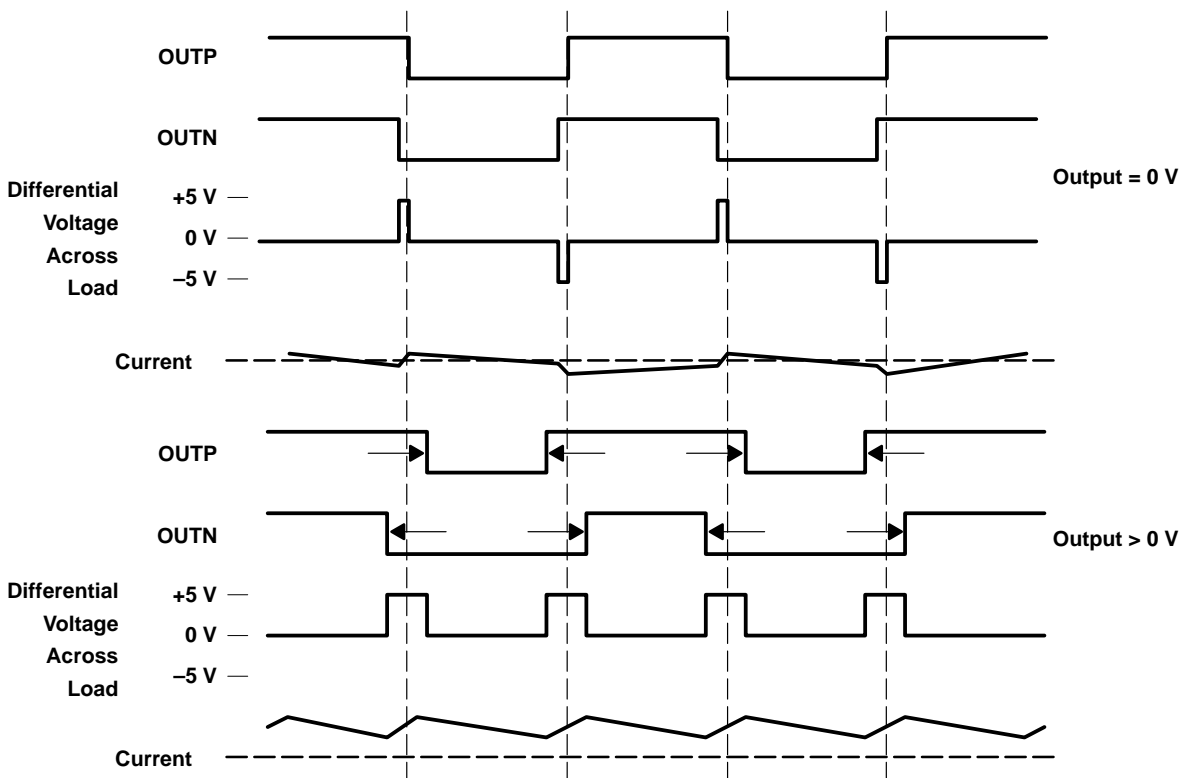 OUTP
OUTN
Output = 0 V
Differential
Voltage
Across
Load
+5 V
0 V
–5 V
Current
OUTP
OUTN
Output > 0 V
Differential
Voltage
Across
Load
+5 V
0 V
–5 V
Current